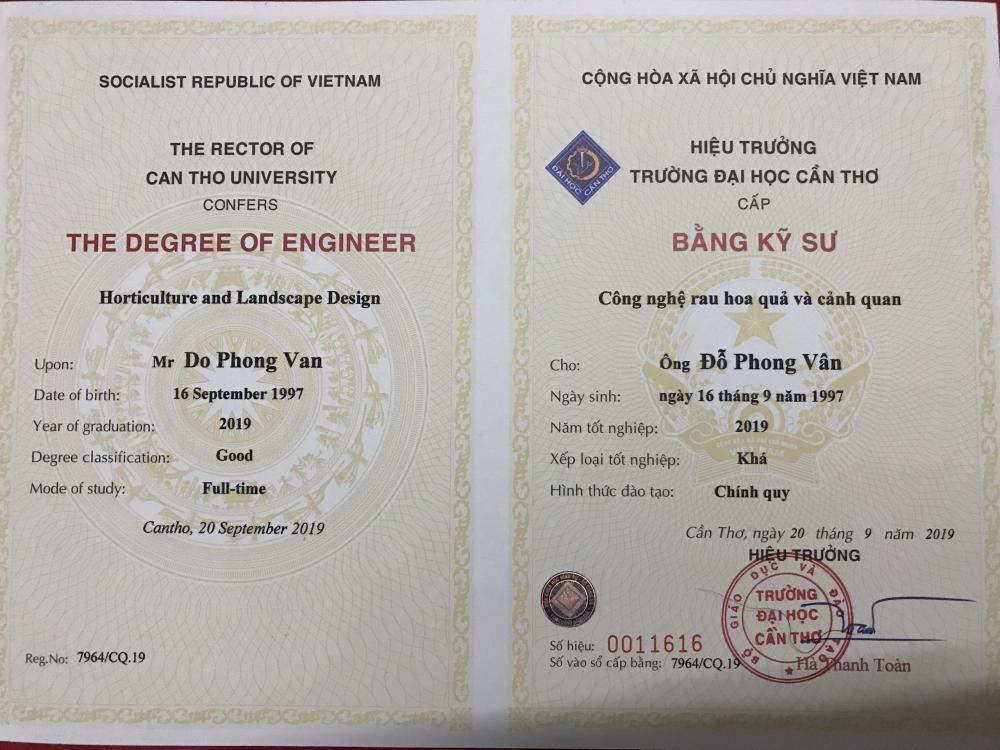 SOCIALIST REPUBLIC OF VIETNAM
THE RECTOR OF
CAN THO UNIVERSITY
CONFERS
THE DEGREE OF ENGINEER
Horticulture and Landscape Design
Upon: Mr Do Phong Van
Date of birth: 16 September 1997
Year of graduation: 2019
Degree classification: Good
Mode of study: Full-time
Cantho, 20 September 2019
Reg.No: 7964/CQ.19
CỘNG HÒA XÃ HỘI CHỦ NGHĨA VIỆT NAM
ĐẠI HỌC CẦN THƠ
HIỆU TRƯỞNG
TRƯỜNG ĐẠI HỌC CẦN THƠ
CẤP
BẰNG KỸ SƯ
Công nghệ rau hoa quả và cảnh quan
Cho: Ông Đỗ Phong Vân
Ngày sinh: ngày 16 tháng 9 năm 1997
Năm tốt nghiệp: 2019
Xếp loại tốt nghiệp: Khá
Hình thức đào tạo: Chính quy
Cần Thơ, ngày 20 tháng 9 năm 2019
HIỆU TRƯỞNG
BỘ GIÁO DỤC VÀ ĐÀO TẠO
TRƯỜNG
ĐẠI HỌC
CẦN THƠ
Số hiệu: 0011616
Số vào sổ cấp bằng: 7964/CQ.19
Hà Thanh Toàn